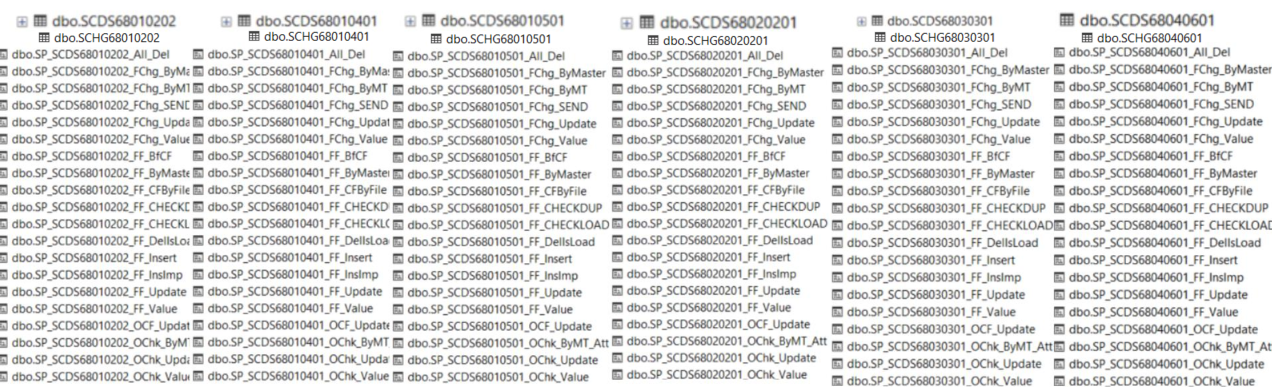 dbo.SCDS68010202
dbo.SCHG68010202
dbo.SP_SCDS68010202_All_Del
dbo.SP_SCDS68010202_FChg_ByMa
dbo.SP_SCDS68010202_FChg_ByMT
dbo.SP_SCDS68010202_FChg_SEND
dbo.SP_SCDS68010202_FChg_Upda
dbo.SP_SCDS68010202_FChg_Value
dbo.SP_SCDS68010202_FF_BfCF
dbo.SP_SCDS68010202_FF_ByMaste
dbo.SP_SCDS68010202_FF_CFByFile
dbo.SP_SCDS68010202_FF_CHECKD
dbo.SP_SCDS68010202_FF_CHECKL
dbo.SP_SCDS68010202_FF_DelIsLoa
dbo.SP_SCDS68010202_FF_Insert
dbo.SP_SCDS68010202_FF_InsImp
dbo.SP_SCDS68010202_FF_Update
dbo.SP_SCDS68010202_FF_Value
dbo.SP_SCDS68010202_OCF_Updat
dbo.SP_SCDS68010202_OChk_ByMT
dbo.SP_SCDS68010202_OChk_Upda
dbo.SP_SCDS68010202_OChk_Value
dbo.SCDS68010401
dbo.SCHG68010401
dbo.SP_SCDS68010401_All_Del
dbo.SP_SCDS68010401_FChg_ByMas
dbo.SP_SCDS68010401_FChg_ByMT
dbo.SP_SCDS68010401_FChg_SEND
dbo.SP_SCDS68010401_FChg_Updat
dbo.SP_SCDS68010401_FChg_Value
dbo.SP_SCDS68010401_FF_BfCF
dbo.SP_SCDS68010401_FF_ByMaster
dbo.SP_SCDS68010401_FF_CFByFile
dbo.SP_SCDS68010401_FF_CHECKD
dbo.SP_SCDS68010401_FF_CHECKL
dbo.SP_SCDS68010401_FF_DelIsLoa
dbo.SP_SCDS68010401_FF_Insert
dbo.SP_SCDS68010401_FF_InsImp
dbo.SP_SCDS68010401_FF_Update
dbo.SP_SCDS68010401_FF_Value
dbo.SP_SCDS68010401_OCF_Update
dbo.SP_SCDS68010401_OChk_ByMT
dbo.SP_SCDS68010401_OChk_Updat
dbo.SP_SCDS68010401_OChk_Value
dbo.SCDS68010501
dbo.SCHG68010501
dbo.SP_SCDS68010501_All_Del
dbo.SP_SCDS68010501_FChg_ByMaster
dbo.SP_SCDS68010501_FChg_ByMT
dbo.SP_SCDS68010501_FChg_SEND
dbo.SP_SCDS68010501_FChg_Update
dbo.SP_SCDS68010501_FChg_Value
dbo.SP_SCDS68010501_FF_BfCF
dbo.SP_SCDS68010501_FF_ByMaster
dbo.SP_SCDS68010501_FF_CFByFile
dbo.SP_SCDS68010501_FF_CHECKDUP
dbo.SP_SCDS68010501_FF_CHECKLOAD
dbo.SP_SCDS68010501_FF_DelIsLoad
dbo.SP_SCDS68010501_FF_Insert
dbo.SP_SCDS68010501_FF_InsImp
dbo.SP_SCDS68010501_FF_Update
dbo.SP_SCDS68010501_FF_Value
dbo.SP_SCDS68010501_OCF_Update
dbo.SP_SCDS68010501_OChk_ByMT_Att
dbo.SP_SCDS68010501_OChk_Update
dbo.SP_SCDS68010501_OChk_Value
dbo.SCDS68020201
dbo.SCHG68020201
dbo.SP_SCDS68020201_All_Del
dbo.SP_SCDS68020201_FChg_ByMaster
dbo.SP_SCDS68020201_FChg_ByMT
dbo.SP_SCDS68020201_FChg_SEND
dbo.SP_SCDS68020201_FChg_Update
dbo.SP_SCDS68020201_FChg_Value
dbo.SP_SCDS68020201_FF_BfCF
dbo.SP_SCDS68020201_FF_ByMaster
dbo.SP_SCDS68020201_FF_CFByFile
dbo.SP_SCDS68020201_FF_CHECKDUP
dbo.SP_SCDS68020201_FF_CHECKLOAD
dbo.SP_SCDS68020201_FF_DelIsLoad
dbo.SP_SCDS68020201_FF_Insert
dbo.SP_SCDS68020201_FF_InsImp
dbo.SP_SCDS68020201_FF_Update
dbo.SP_SCDS68020201_FF_Value
dbo.SP_SCDS68020201_OCF_Update
dbo.SP_SCDS68020201_OChk_ByMT_Att
dbo.SP_SCDS68020201_OChk_Update
dbo.SP_SCDS68020201_OChk_Value
dbo.SCDS68030301
dbo.SCHG68030301
dbo.SP_SCDS68030301_All_Del
dbo.SP_SCDS68030301_FChg_ByMaster
dbo.SP_SCDS68030301_FChg_ByMT
dbo.SP_SCDS68030301_FChg_SEND
dbo.SP_SCDS68030301_FChg_Update
dbo.SP_SCDS68030301_FChg_Value
dbo.SP_SCDS68030301_FF_BfCF
dbo.SP_SCDS68030301_FF_ByMaster
dbo.SP_SCDS68030301_FF_CFByFile
dbo.SP_SCDS68030301_FF_CHECKDUP
dbo.SP_SCDS68030301_FF_CHECKLOAD
dbo.SP_SCDS68030301_FF_DelIsLoad
dbo.SP_SCDS68030301_FF_Insert
dbo.SP_SCDS68030301_FF_InsImp
dbo.SP_SCDS68030301_FF_Update
dbo.SP_SCDS68030301_FF_Value
dbo.SP_SCDS68030301_OCF_Update
dbo.SP_SCDS68030301_OChk_ByMT_Att
dbo.SP_SCDS68030301_OChk_Update
dbo.SP_SCDS68030301_OChk_Value
dbo.SCDS68040601
dbo.SCHG68040601
dbo.SP_SCDS68040601_All_Del
dbo.SP_SCDS68040601_FChg_ByMaster
dbo.SP_SCDS68040601_FChg_ByMT
dbo.SP_SCDS68040601_FChg_SEND
dbo.SP_SCDS68040601_FChg_Update
dbo.SP_SCDS68040601_FChg_Value
dbo.SP_SCDS68040601_FF_BfCF
dbo.SP_SCDS68040601_FF_ByMaster
dbo.SP_SCDS68040601_FF_CFByFile
dbo.SP_SCDS68040601_FF_CHECKDUP
dbo.SP_SCDS68040601_FF_CHECKLOAD
dbo.SP_SCDS68040601_FF_DelIsLoad
dbo.SP_SCDS68040601_FF_Insert
dbo.SP_SCDS68040601_FF_InsImp
dbo.SP_SCDS68040601_FF_Update
dbo.SP_SCDS68040601_FF_Value
dbo.SP_SCDS68040601_OCF_Update
dbo.SP_SCDS68040601_OChk_ByMT_Att
dbo.SP_SCDS68040601_OChk_Update
dbo.SP_SCDS68040601_OChk_Value